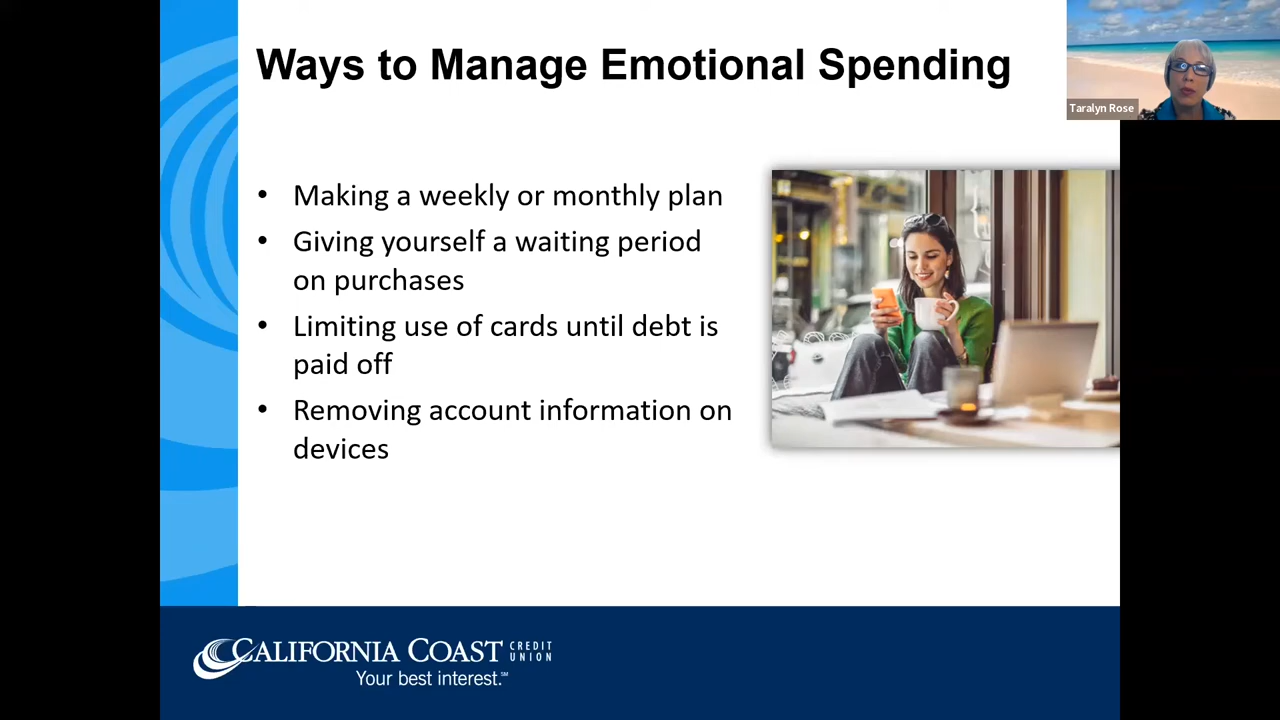 Ways to Manage Emotional Spending
Taralyn Rose
• Making a weekly or monthly plan
• Giving yourself a waiting period
on purchases
• Limiting use of cards until debt is
paid off
• Removing account information on
devices
CALIFORNIA COAST CREDIT UNION
Your best interest.℠